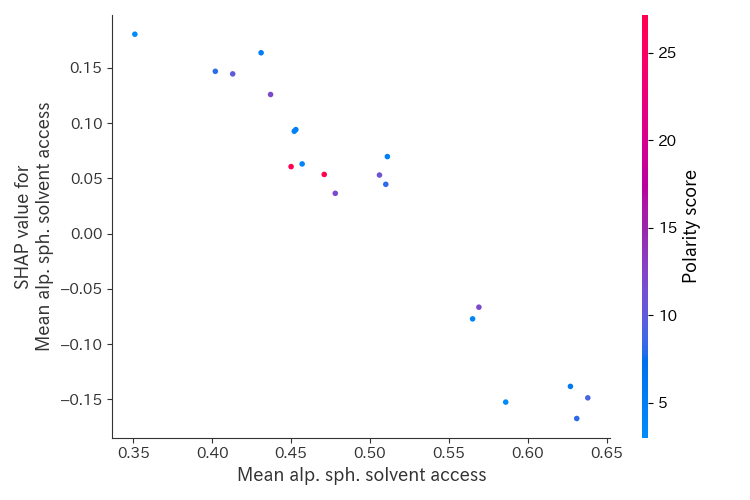 0.15
0.10
0.05
0.00
−0.05
−0.10
−0.15
SHAP value for
Mean alp. sph. solvent access
0.35 0.40 0.45 0.50 0.55 0.60 0.65
Mean alp. sph. solvent access
25
20
15
10
5
Polarity score